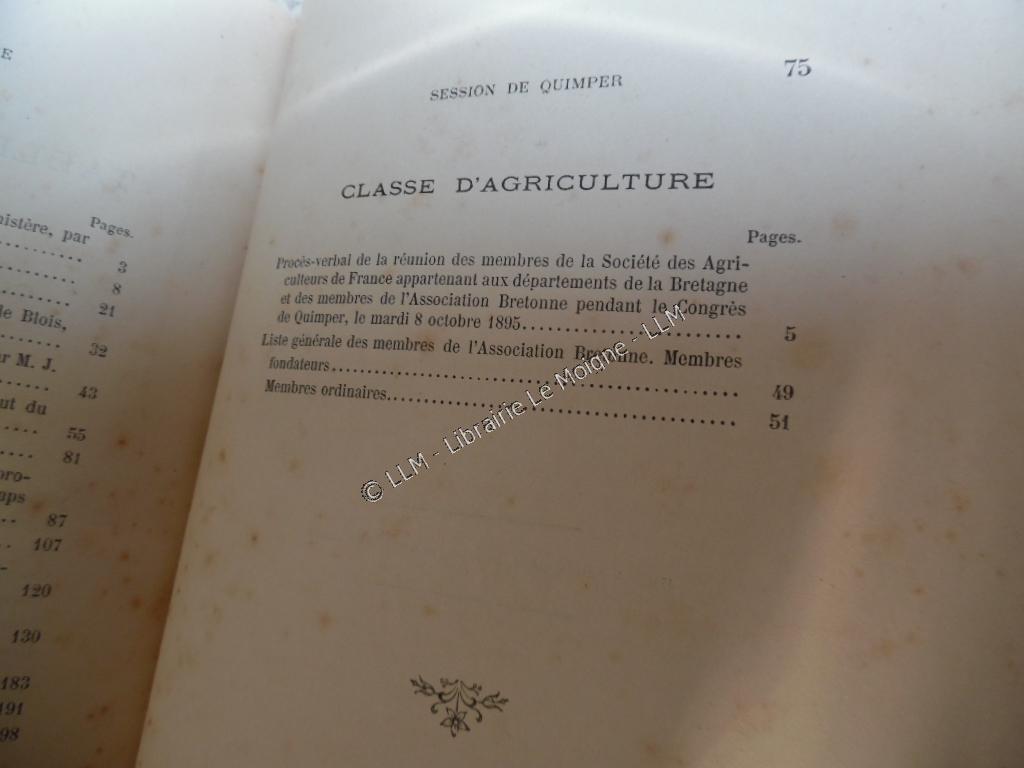 E
Pages.
nistère, par
3
8
21
le Blois,
32
ar M. J.
43
ut du
55
81
pro-
mps
87
107
120
130
183
191
98
SESSION DE QUIMPER 75
CLASSE D'AGRICULTURE
Pages.
Procès-verbal de la réunion des membres de la Société des Agri-
culteurs de France appartenant aux départements de la Bretagne
et des membres de l'Association Bretonne pendant le Congrès
de Quimper, le mardi 8 octobre 1895........................... 5
Liste générale des membres de l'Association Bretonne. Membres
fondateurs.................................................. 49
Membres ordinaires.......................................... 51
© LLM - Librairie Le Moigne - LLM